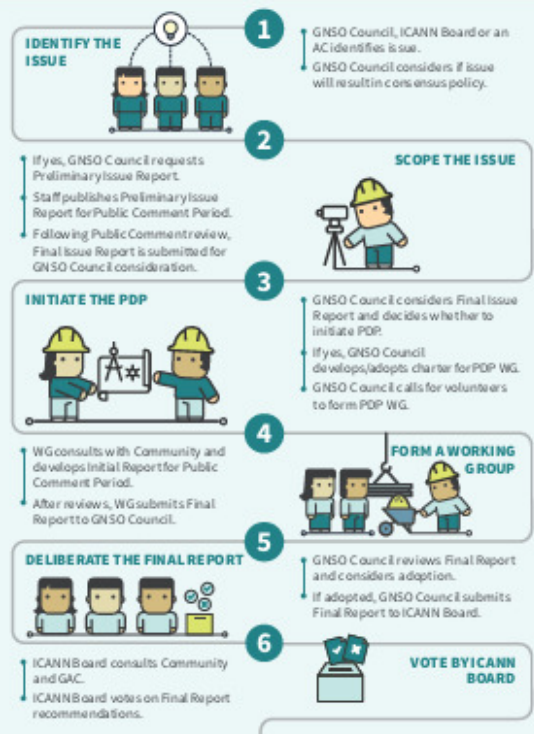 1
IDENTIFY THE
ISSUE
GNSO Council, ICANN Board or an
AC identifies issue.
GNSO Council considers if issue
will result in consensus policy.
2
SCOPE THE ISSUE
If yes, GNSO Council requests
Preliminary Issue Report.
Staff publishes Preliminary Issue
Report for Public Comment Period.
Following Public Comment review,
Final Issue Report is submitted for
GNSO Council consideration.
3
INITIATE THE PDP
GNSO Council considers Final Issue
Report and decides whether to
initiate PDP.
If yes, GNSO Council
develops/adopts charter for PDP WG.
GNSO Council calls for volunteers
to form PDP WG.
4
FORM A WORKING
GROUP
WG consults with Community and
develops Initial Report for Public
Comment Period.
After reviews, WG submits Final
Report to GNSO Council.
5
DELIBERATE THE FINAL REPORT
GNSO Council reviews Final Report
and considers adoption.
If adopted, GNSO Council submits
Final Report to ICANN Board.
6
VOTE BY ICANN
BOARD
ICANN Board consults Community
and GAC.
ICANN Board votes on Final Report
recommendations.